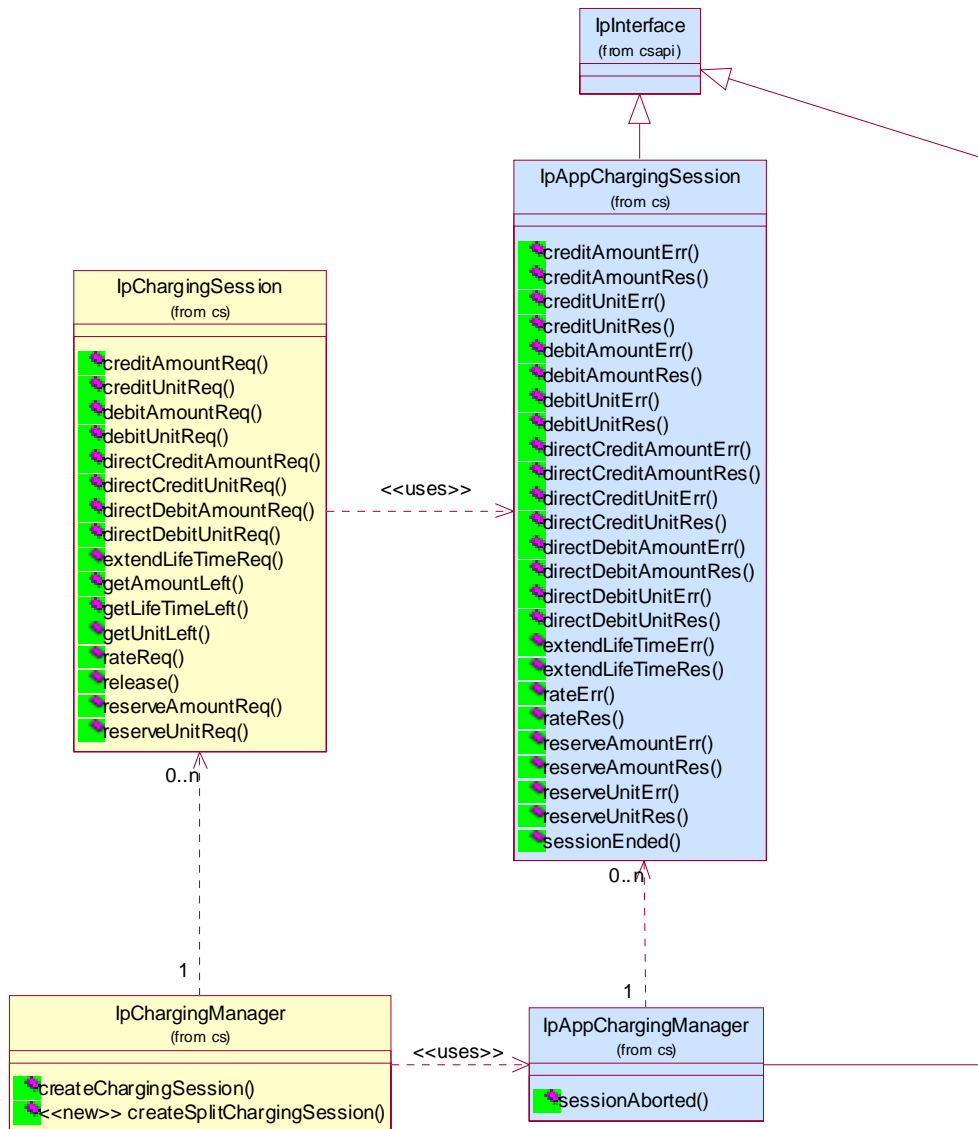 IpInterface
(from csapi)
IpAppChargingSession
(from cs)
creditAmountErr()
creditAmountRes()
creditUnitErr()
creditUnitRes()
debitAmountErr()
debitAmountRes()
debitUnitErr()
debitUnitRes()
directCreditAmountErr()
directCreditAmountRes()
directCreditUnitErr()
directCreditUnitRes()
directDebitAmountErr()
directDebitAmountRes()
directDebitUnitErr()
directDebitUnitRes()
extendLifeTimeErr()
extendLifeTimeRes()
rateErr()
rateRes()
reserveAmountErr()
reserveAmountRes()
reserveUnitErr()
reserveUnitRes()
sessionEnded()
IpChargingSession
(from cs)
creditAmountReq()
creditUnitReq()
debitAmountReq()
debitUnitReq()
directCreditAmountReq()
directCreditUnitReq()
directDebitAmountReq()
directDebitUnitReq()
extendLifeTimeReq()
getAmountLeft()
getLifeTimeLeft()
getUnitLeft()
rateReq()
release()
reserveAmountReq()
reserveUnitReq()
<<uses>>
0..n
0..n
1
1
IpChargingManager
(from cs)
createChargingSession()
<<new>> createSplitChargingSession()
<<uses>>
IpAppChargingManager
(from cs)
sessionAborted()